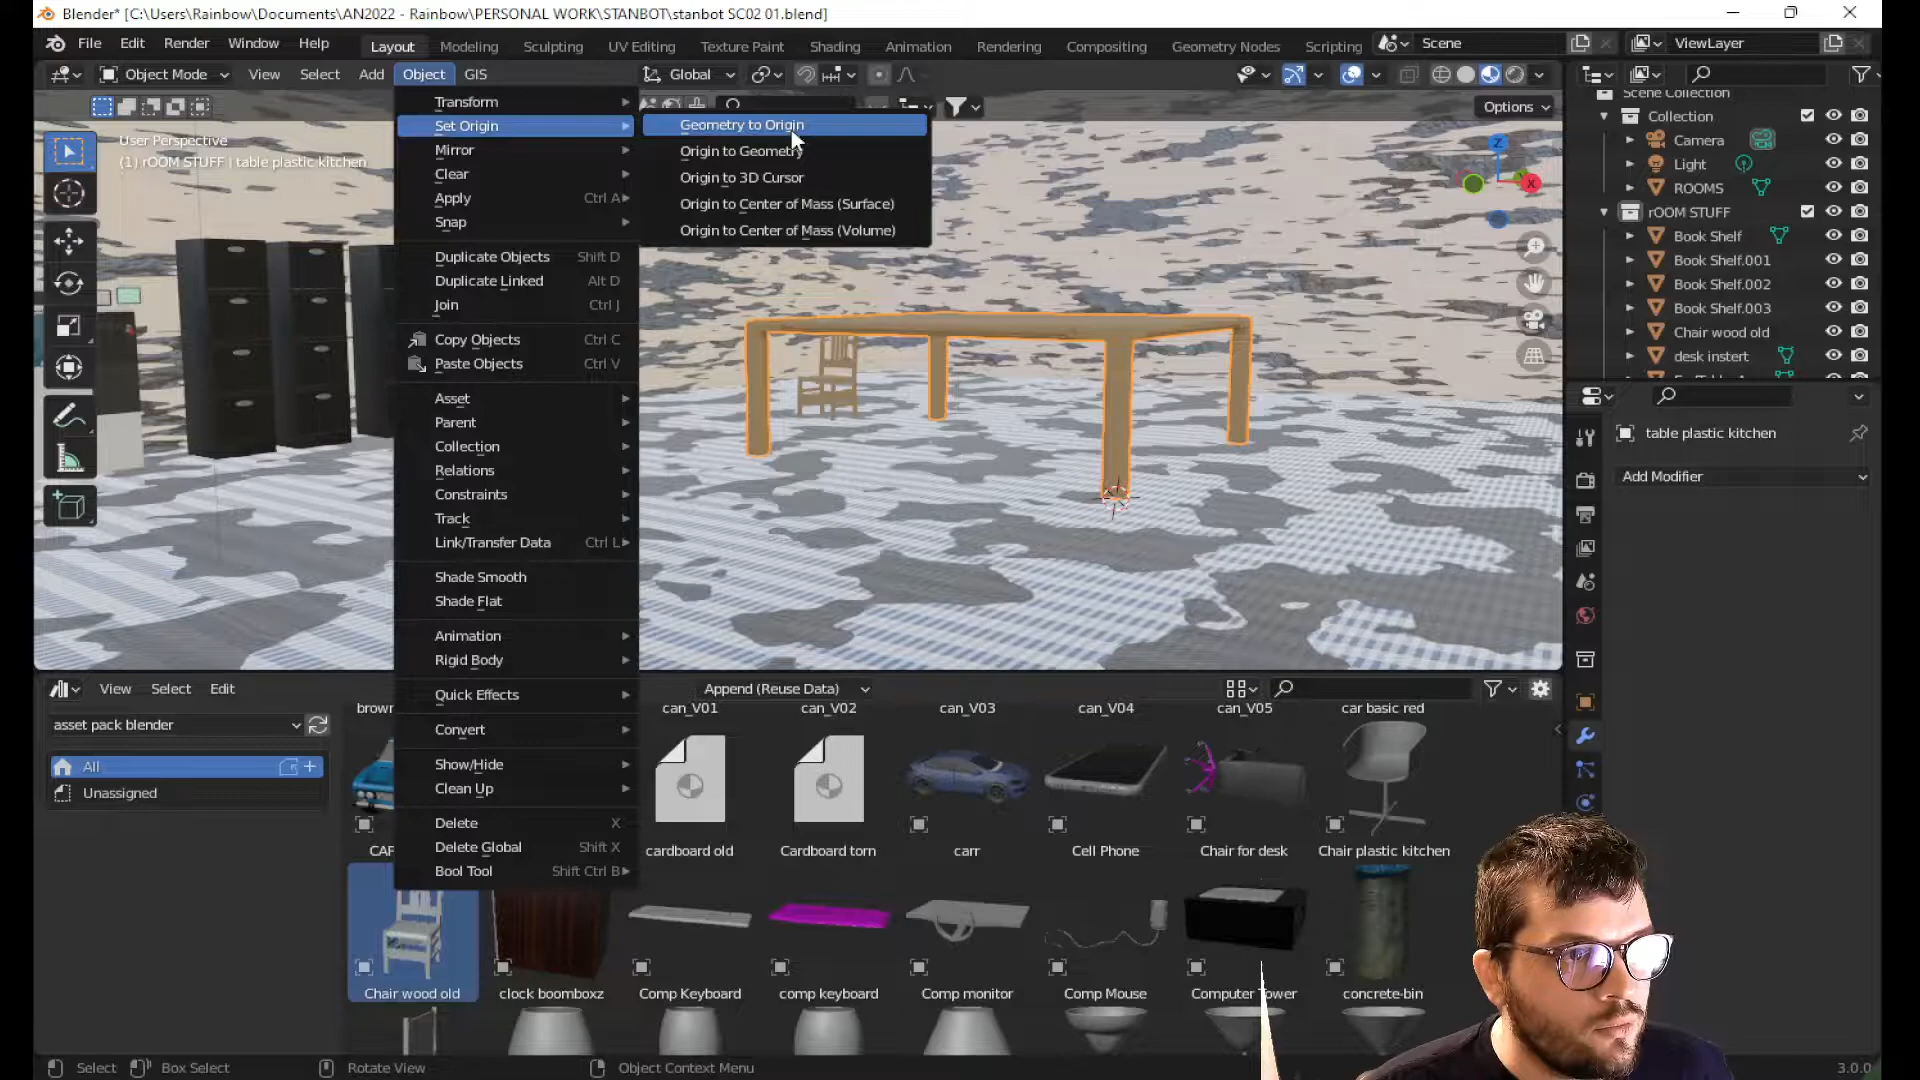 Blender* [C:\Users\Rainbow\Documents\AN2022 - Rainbow\PERSONAL WORK\STANBOT\stanbot SC02 01.blend]
File Edit Render Window Help Layout Modeling Sculpting UV Editing Texture Paint Shading Animation Rendering Compositing Geometry Nodes Scripting Scene ViewLayer
Object Mode View Select Add Object GIS Global
Options
User Perspective
(1) rOOM STUFF | table plastic kitchen
Transform
Set Origin
Mirror
Clear
Apply Ctrl A
Snap
Duplicate Objects Shift D
Duplicate Linked Alt D
Join Ctrl J
Copy Objects Ctrl C
Paste Objects Ctrl V
Asset
Parent
Collection
Relations
Constraints
Track
Link/Transfer Data Ctrl L
Shade Smooth
Shade Flat
Animation
Rigid Body
Quick Effects
Convert
Show/Hide
Clean Up
Delete X
Delete Global Shift X
Bool Tool Shift Ctrl B
Geometry to Origin
Origin to Geometry
Origin to 3D Cursor
Origin to Center of Mass (Surface)
Origin to Center of Mass (Volume)
Z
X
Scene Collection
Collection
Camera
Light
ROOMS
rOOM STUFF
Book Shelf
Book Shelf.001
Book Shelf.002
Book Shelf.003
Chair wood old
desk instert
table plastic kitchen
Add Modifier
View Select Edit Append (Reuse Data)
asset pack blender
All
Unassigned
brown can_V01 can_V02 can_V03 can_V04 can_V05 car basic red
cardboard old Cardboard torn carr Cell Phone Chair for desk Chair plastic kitchen
Chair wood old clock boomboxz Comp Keyboard comp keyboard Comp monitor Comp Mouse Computer Tower concrete-bin
Select Box Select Rotate View Object Context Menu 3.0.0